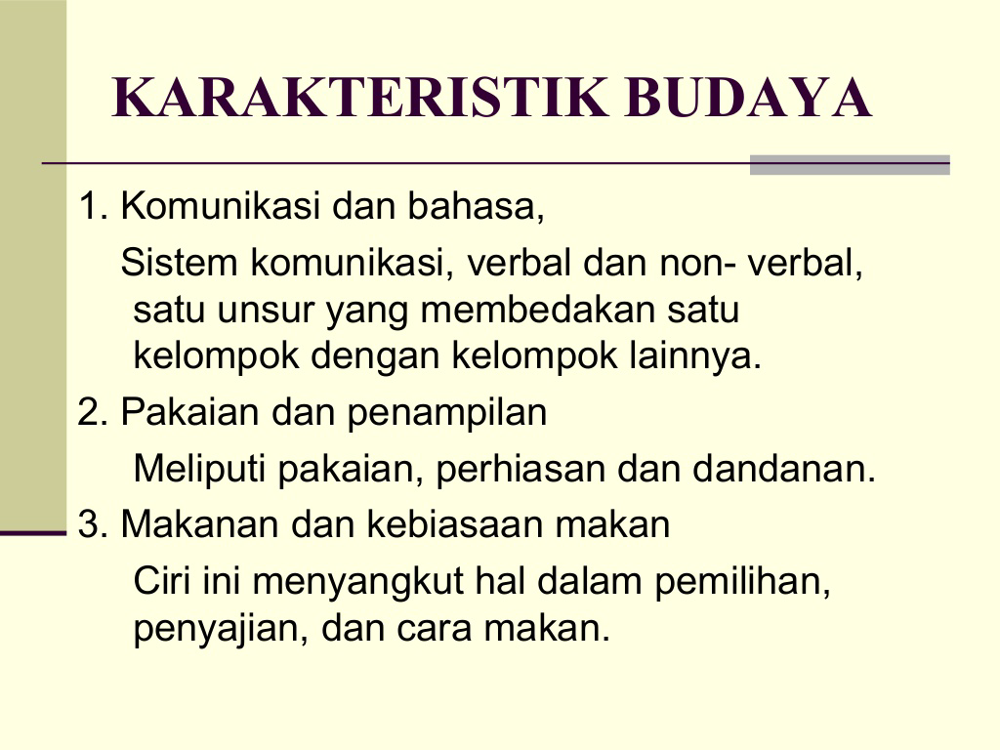 KARAKTERISTIK BUDAYA
1. Komunikasi dan bahasa,
Sistem komunikasi, verbal dan non- verbal,
satu unsur yang membedakan satu
kelompok dengan kelompok lainnya.
2. Pakaian dan penampilan
Meliputi pakaian, perhiasan dan dandanan.
3. Makanan dan kebiasaan makan
Ciri ini menyangkut hal dalam pemilihan,
penyajian, dan cara makan.